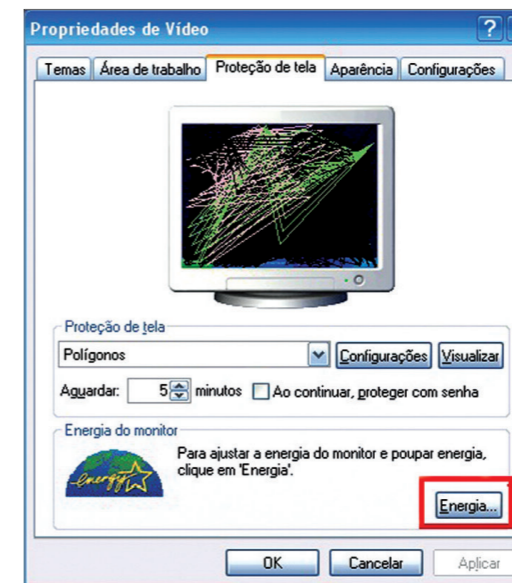 Propriedades de Vídeo
?
Temas Área de trabalho Proteção de tela Aparência Configurações
Proteção de tela
Polígonos Configurações Visualizar
Aguardar: 5 minutos Ao continuar, proteger com senha
Energia do monitor
Para ajustar a energia do monitor e poupar energia,
clique em 'Energia'.
energy
Energia...
OK Cancelar Aplicar